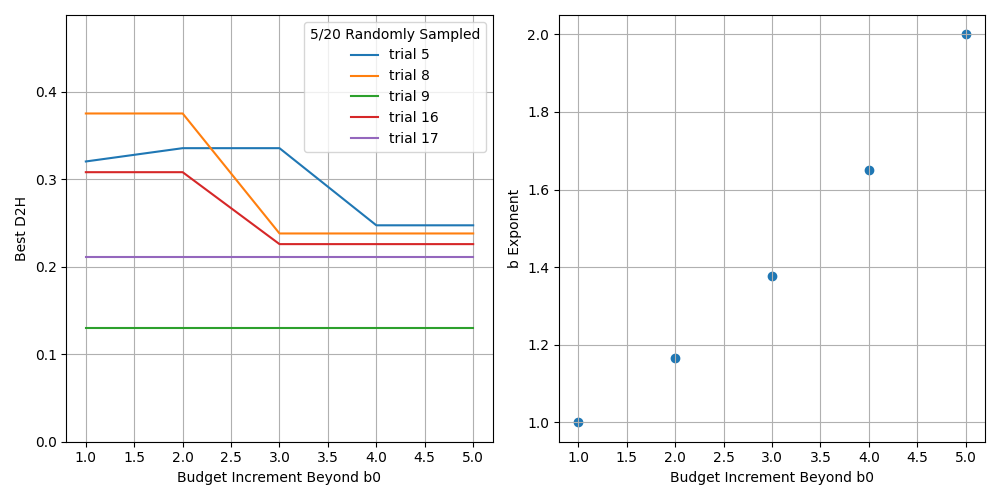 5/20 Randomly Sampled
trial 5
trial 8
trial 9
trial 16
trial 17
Best D2H
0.4
0.3
0.2
0.1
0.0
1.0 1.5 2.0 2.5 3.0 3.5 4.0 4.5 5.0
Budget Increment Beyond b0
b Exponent
2.0
1.8
1.6
1.4
1.2
1.0
1.0 1.5 2.0 2.5 3.0 3.5 4.0 4.5 5.0
Budget Increment Beyond b0